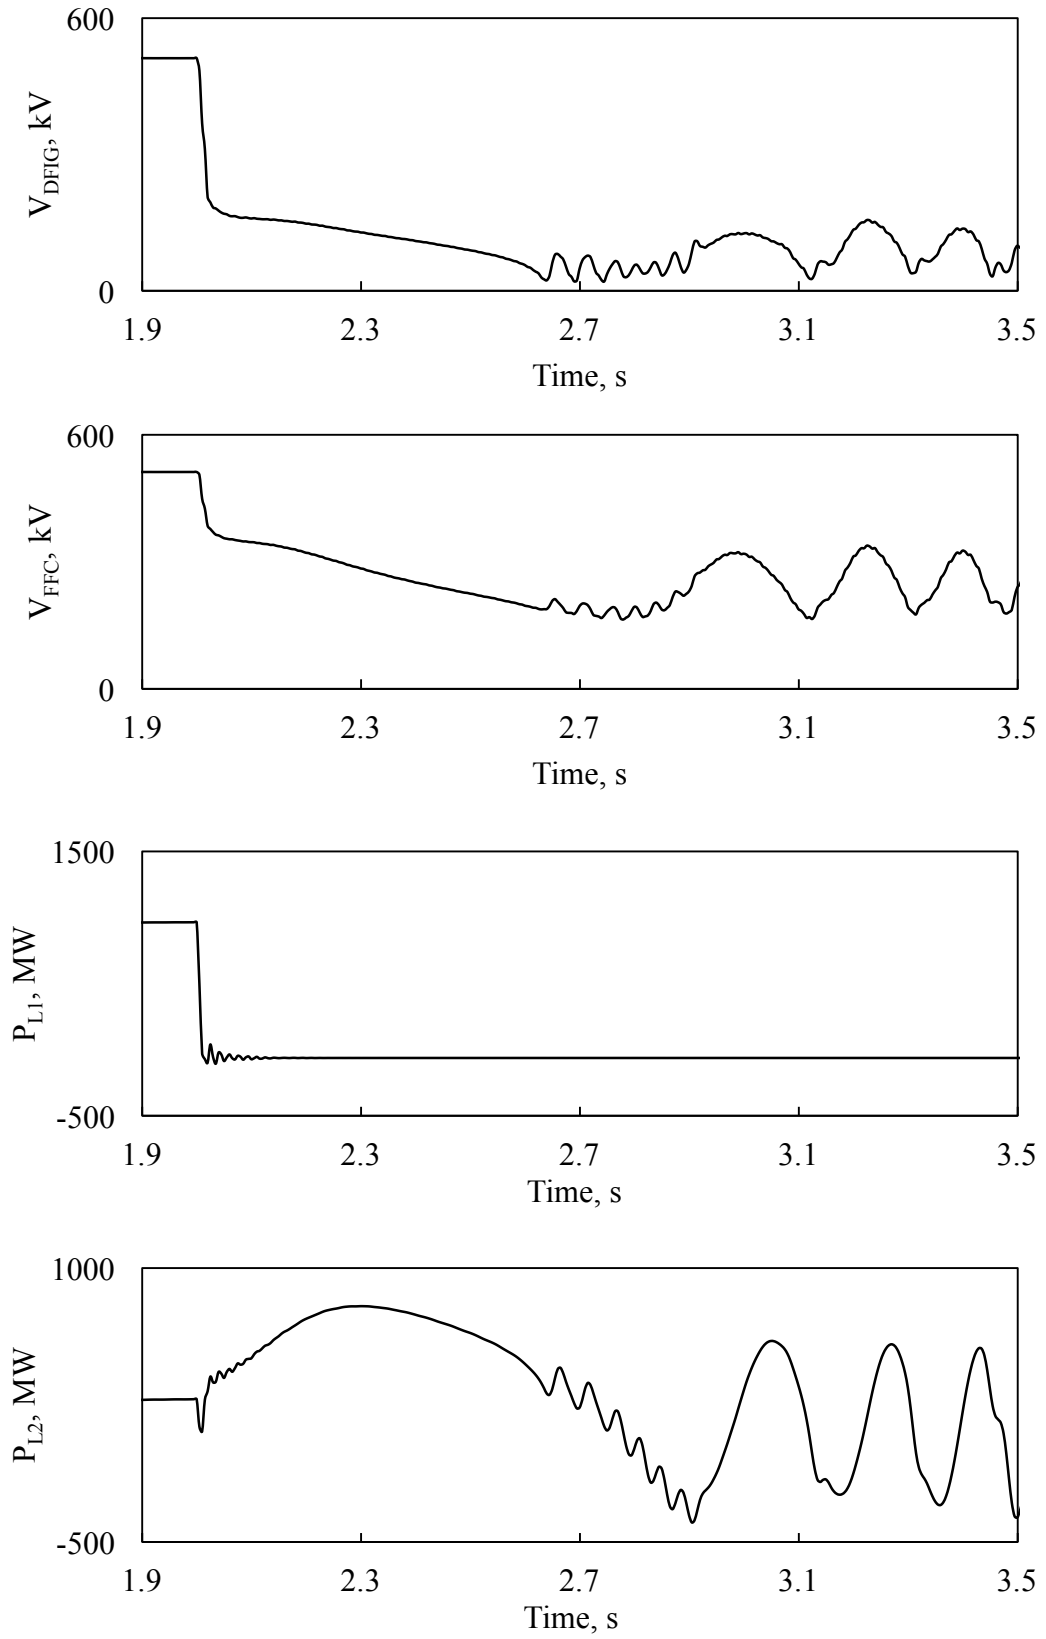 600
V_DFIG, kV
0
1.9 2.3 2.7 3.1 3.5
Time, s
600
V_FFC, kV
0
1.9 2.3 2.7 3.1 3.5
Time, s
1500
P_L1, MW
-500
1.9 2.3 2.7 3.1 3.5
Time, s
1000
P_L2, MW
-500
1.9 2.3 2.7 3.1 3.5
Time, s